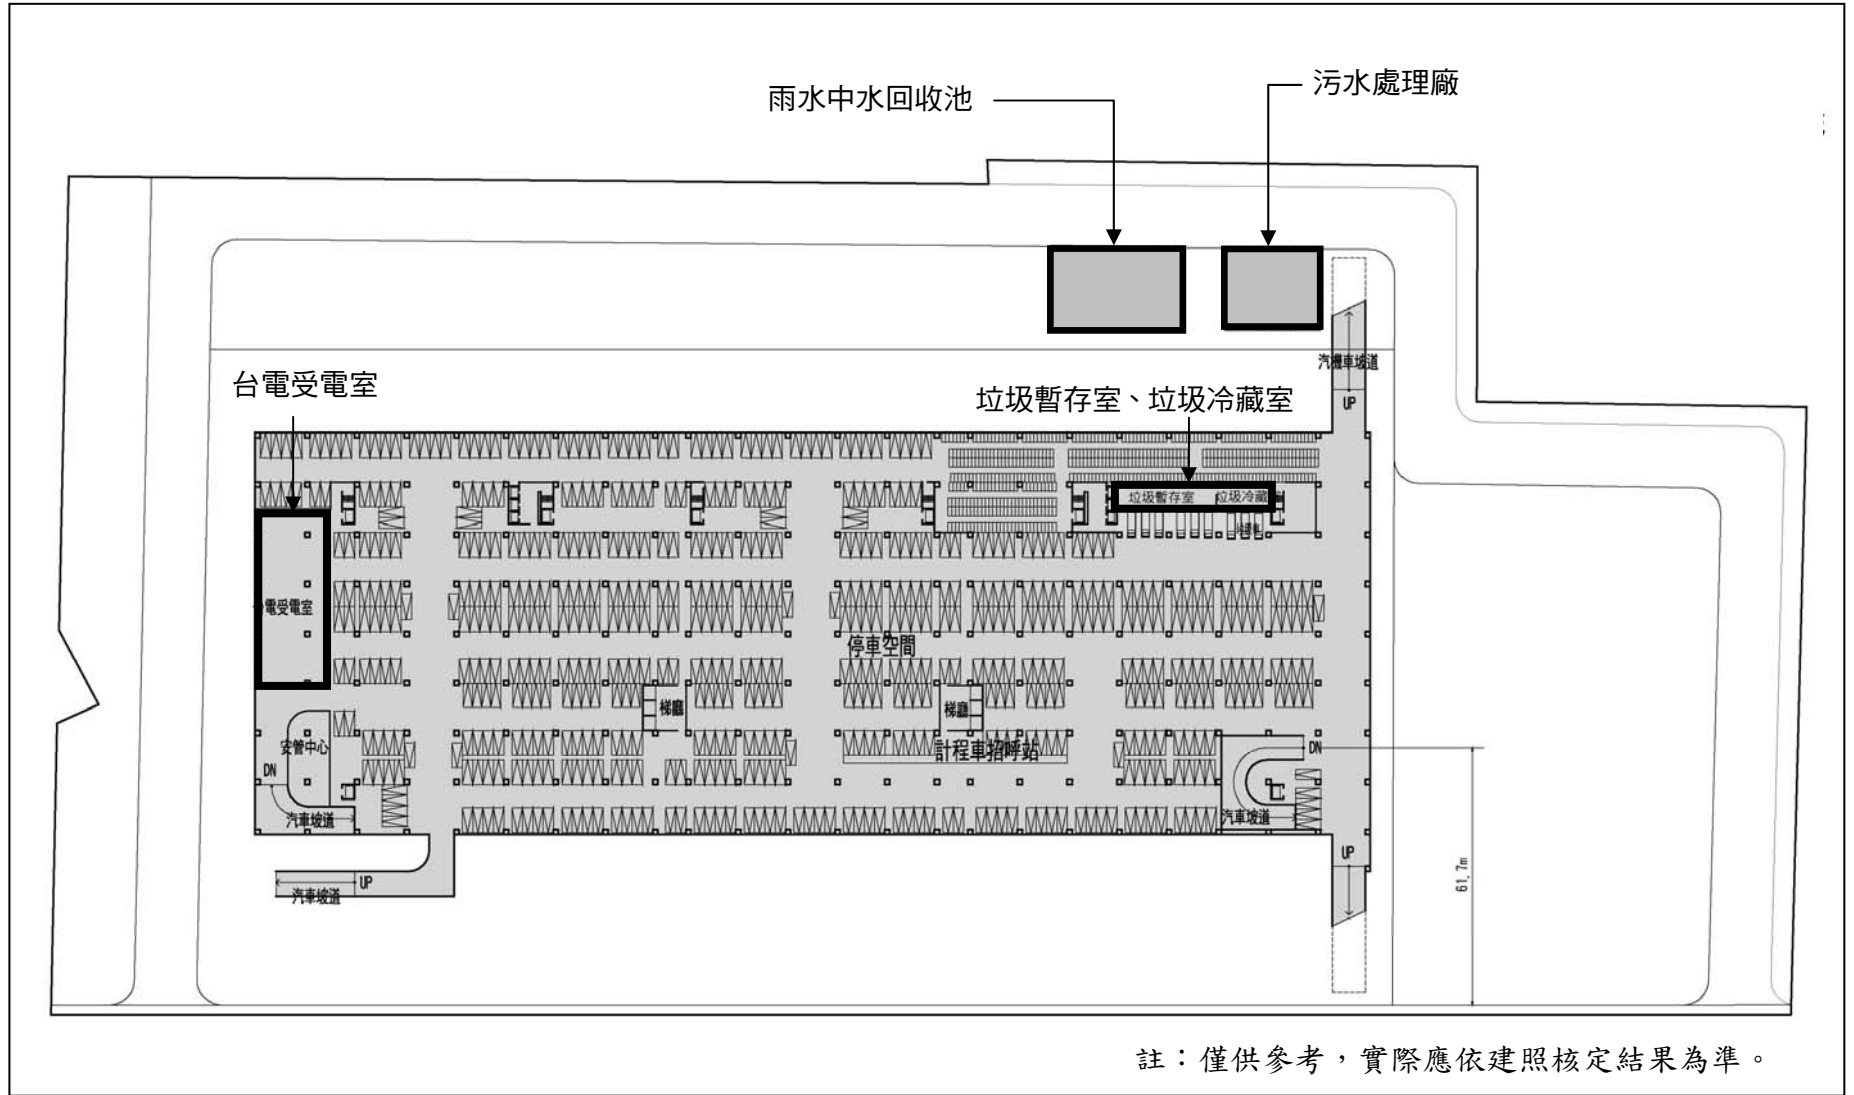 污水處理廠
雨水中水回收池
汽機車坡道
台電受電室
垃圾暫存室、垃圾冷藏室
UP
垃圾暫存室
垃圾冷藏
台電受電室
停車空間
梯廳
梯廳
安管中心
計程車招呼站
DN
DN
汽車坡道
汽車坡道
UP
UP
汽車坡道
61.7m
註：僅供參考，實際應依建照核定結果為準。